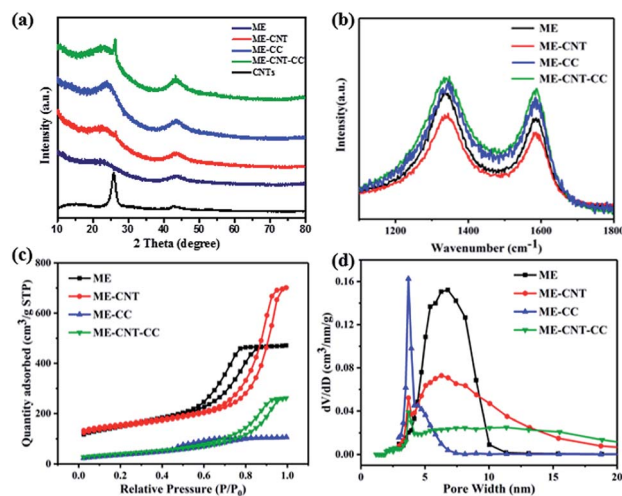 (a)
ME
ME-CNT
ME-CC
ME-CNT-CC
CNTs
Intensity (a.u.)
10 20 30 40 50 60 70 80
2 Theta (degree)
(b)
ME
ME-CNT
ME-CC
ME-CNT-CC
Intensity(a.u.)
1200 1400 1600 1800
Wavenumber (cm⁻¹)
(c)
ME
ME-CNT
ME-CC
ME-CNT-CC
Quantity adsorbed (cm³/g STP)
800
600
400
200
0
0.0 0.2 0.4 0.6 0.8 1.0
Relative Pressure (P/P₀)
(d)
ME
ME-CNT
ME-CC
ME-CNT-CC
dV/dD (cm³/nm/g)
0.16
0.12
0.08
0.04
0.00
0 5 10 15 20
Pore Width (nm)